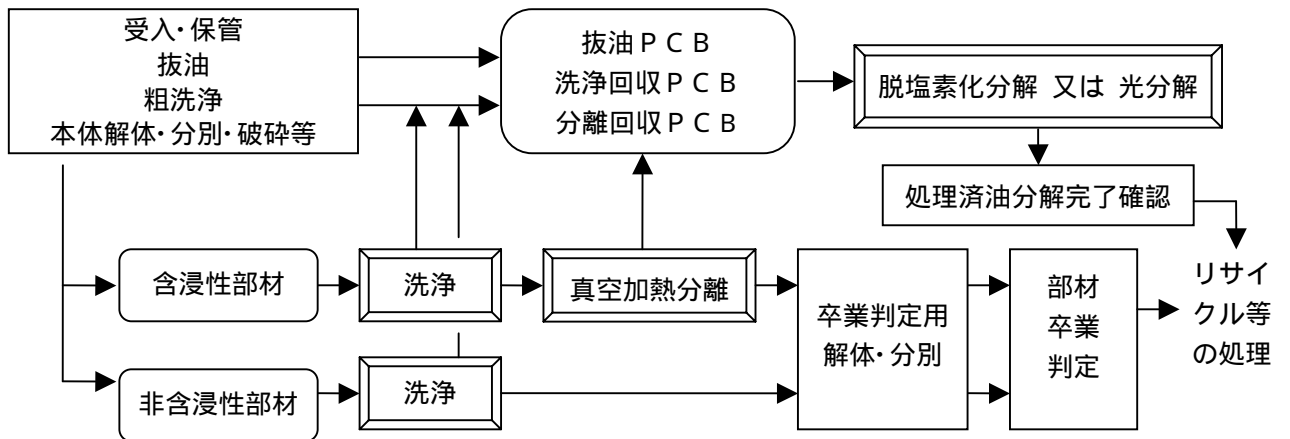 受入・保管
抜油
粗洗浄
本体解体・分別・破砕等
抜油ＰＣＢ
洗浄回収ＰＣＢ
分離回収ＰＣＢ
脱塩素化分解 又は 光分解
処理済油分解完了確認
含浸性部材
洗浄
真空加熱分離
卒業判定用
解体・分別
部材
卒業
判定
リサイ
クル等
の処理
非含浸性部材
洗浄